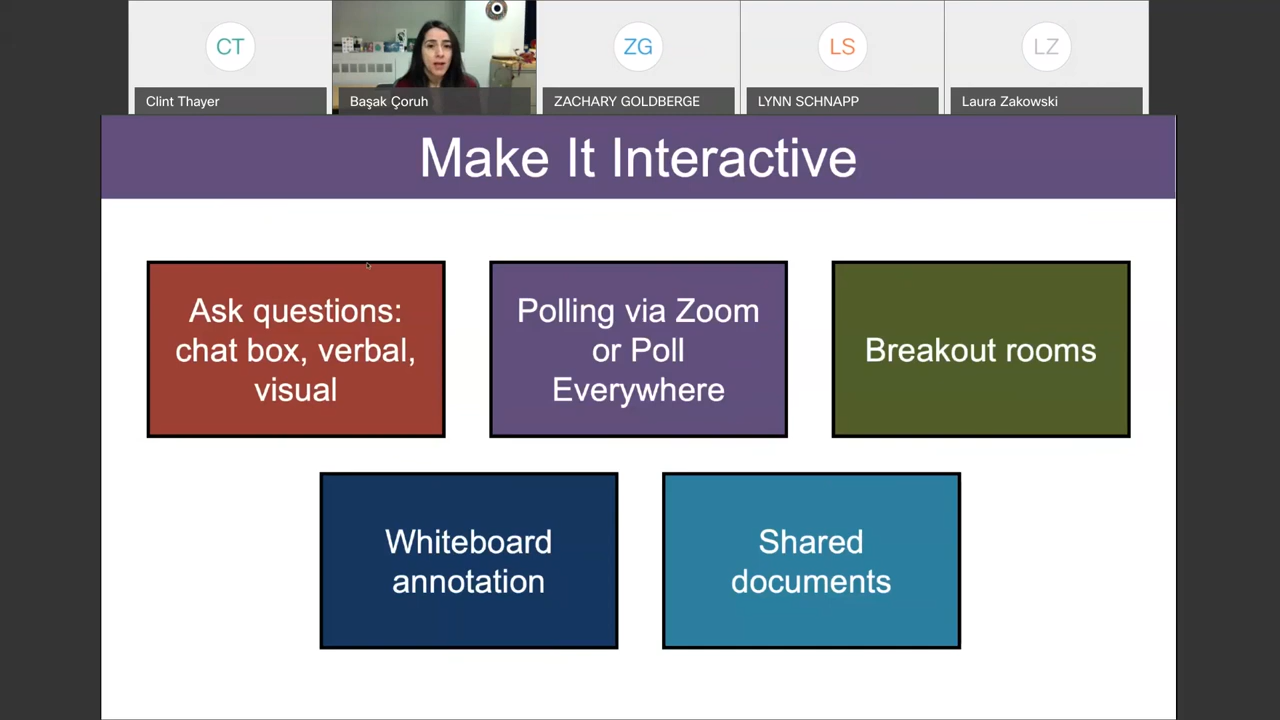 CT
ZG
LS
LZ
Clint Thayer
Başak Çoruh
ZACHARY GOLDBERGE
LYNN SCHNAPP
Laura Zakowski
Make It Interactive
Ask questions:
chat box, verbal,
visual
Polling via Zoom
or Poll
Everywhere
Breakout rooms
Whiteboard
annotation
Shared
documents